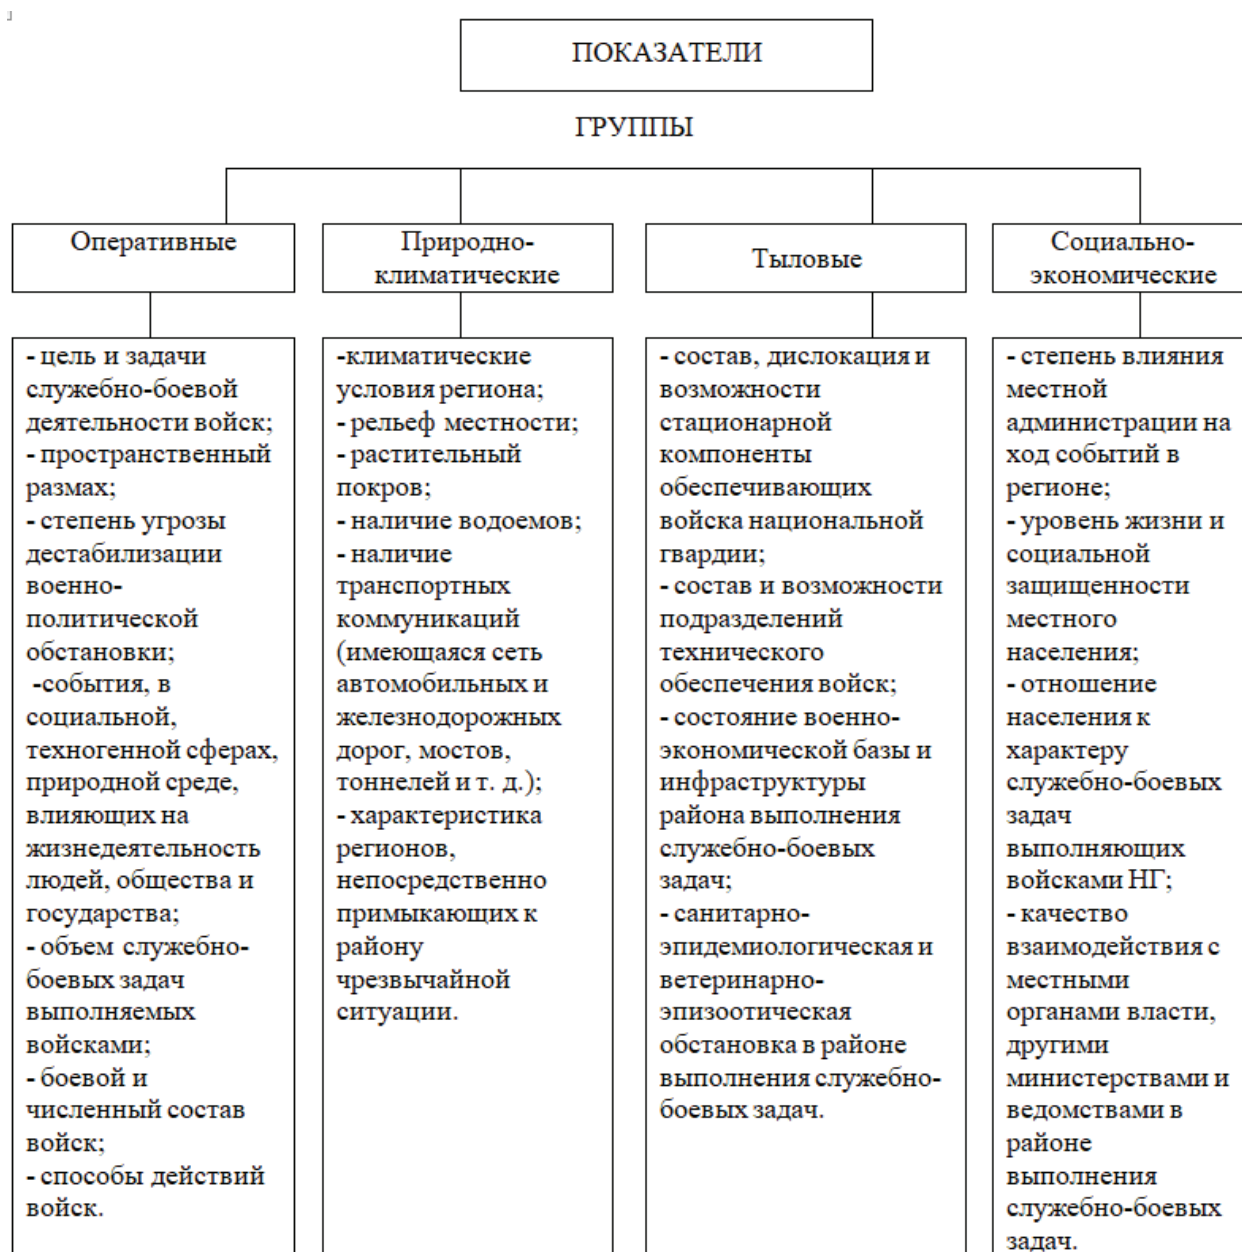 ПОКАЗАТЕЛИ
ГРУППЫ
Оперативные
- цель и задачи
служебно-боевой
деятельности войск;
- пространственный
размах;
- степень угрозы
дестабилизации
военно-
политической
обстановки;
-события, в
социальной,
техногенной сферах,
природной среде,
влияющих на
жизнедеятельность
людей, общества и
государства;
- объем служебно-
боевых задач
выполняемых
войсками;
- боевой и
численный состав
войск;
- способы действий
войск.
Природно-
климатические
-климатические
условия региона;
- рельеф местности;
- растительный
покров;
- наличие водоемов;
- наличие
транспортных
коммуникаций
(имеющаяся сеть
автомобильных и
железнодорожных
дорог, мостов,
тоннелей и т. д.);
- характеристика
регионов,
непосредственно
примыкающих к
району
чрезвычайной
ситуации.
Тыловые
- состав, дислокация и
возможности
стационарной
компоненты
обеспечивающих
войска национальной
гвардии;
- состав и возможности
подразделений
технического
обеспечения войск;
- состояние военно-
экономической базы и
инфраструктуры
района выполнения
служебно-боевых
задач;
- санитарно-
эпидемиологическая и
ветеринарно-
эпизоотическая
обстановка в районе
выполнения служебно-
боевых задач.
Социально-
экономические
- степень влияния
местной
администрации на
ход событий в
регионе;
- уровень жизни и
социальной
защищенности
местного
населения;
- отношение
населения к
характеру
служебно-боевых
задач
выполняющих
войсками НГ;
- качество
взаимодействия с
местными
органами власти,
другими
министерствами и
ведомствами в
районе
выполнения
служебно-боевых
задач.